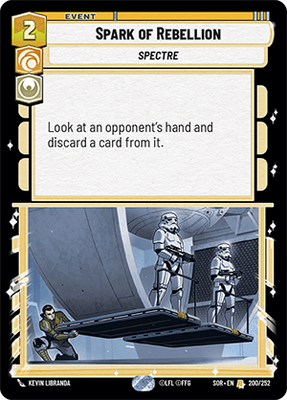 EVENT
2
SPARK OF REBELLION
SPECTRE
Look at an opponent's hand and
discard a card from it.
KEVIN LIBRANDA
©LFL ©FFG
SOR • EN
200/252